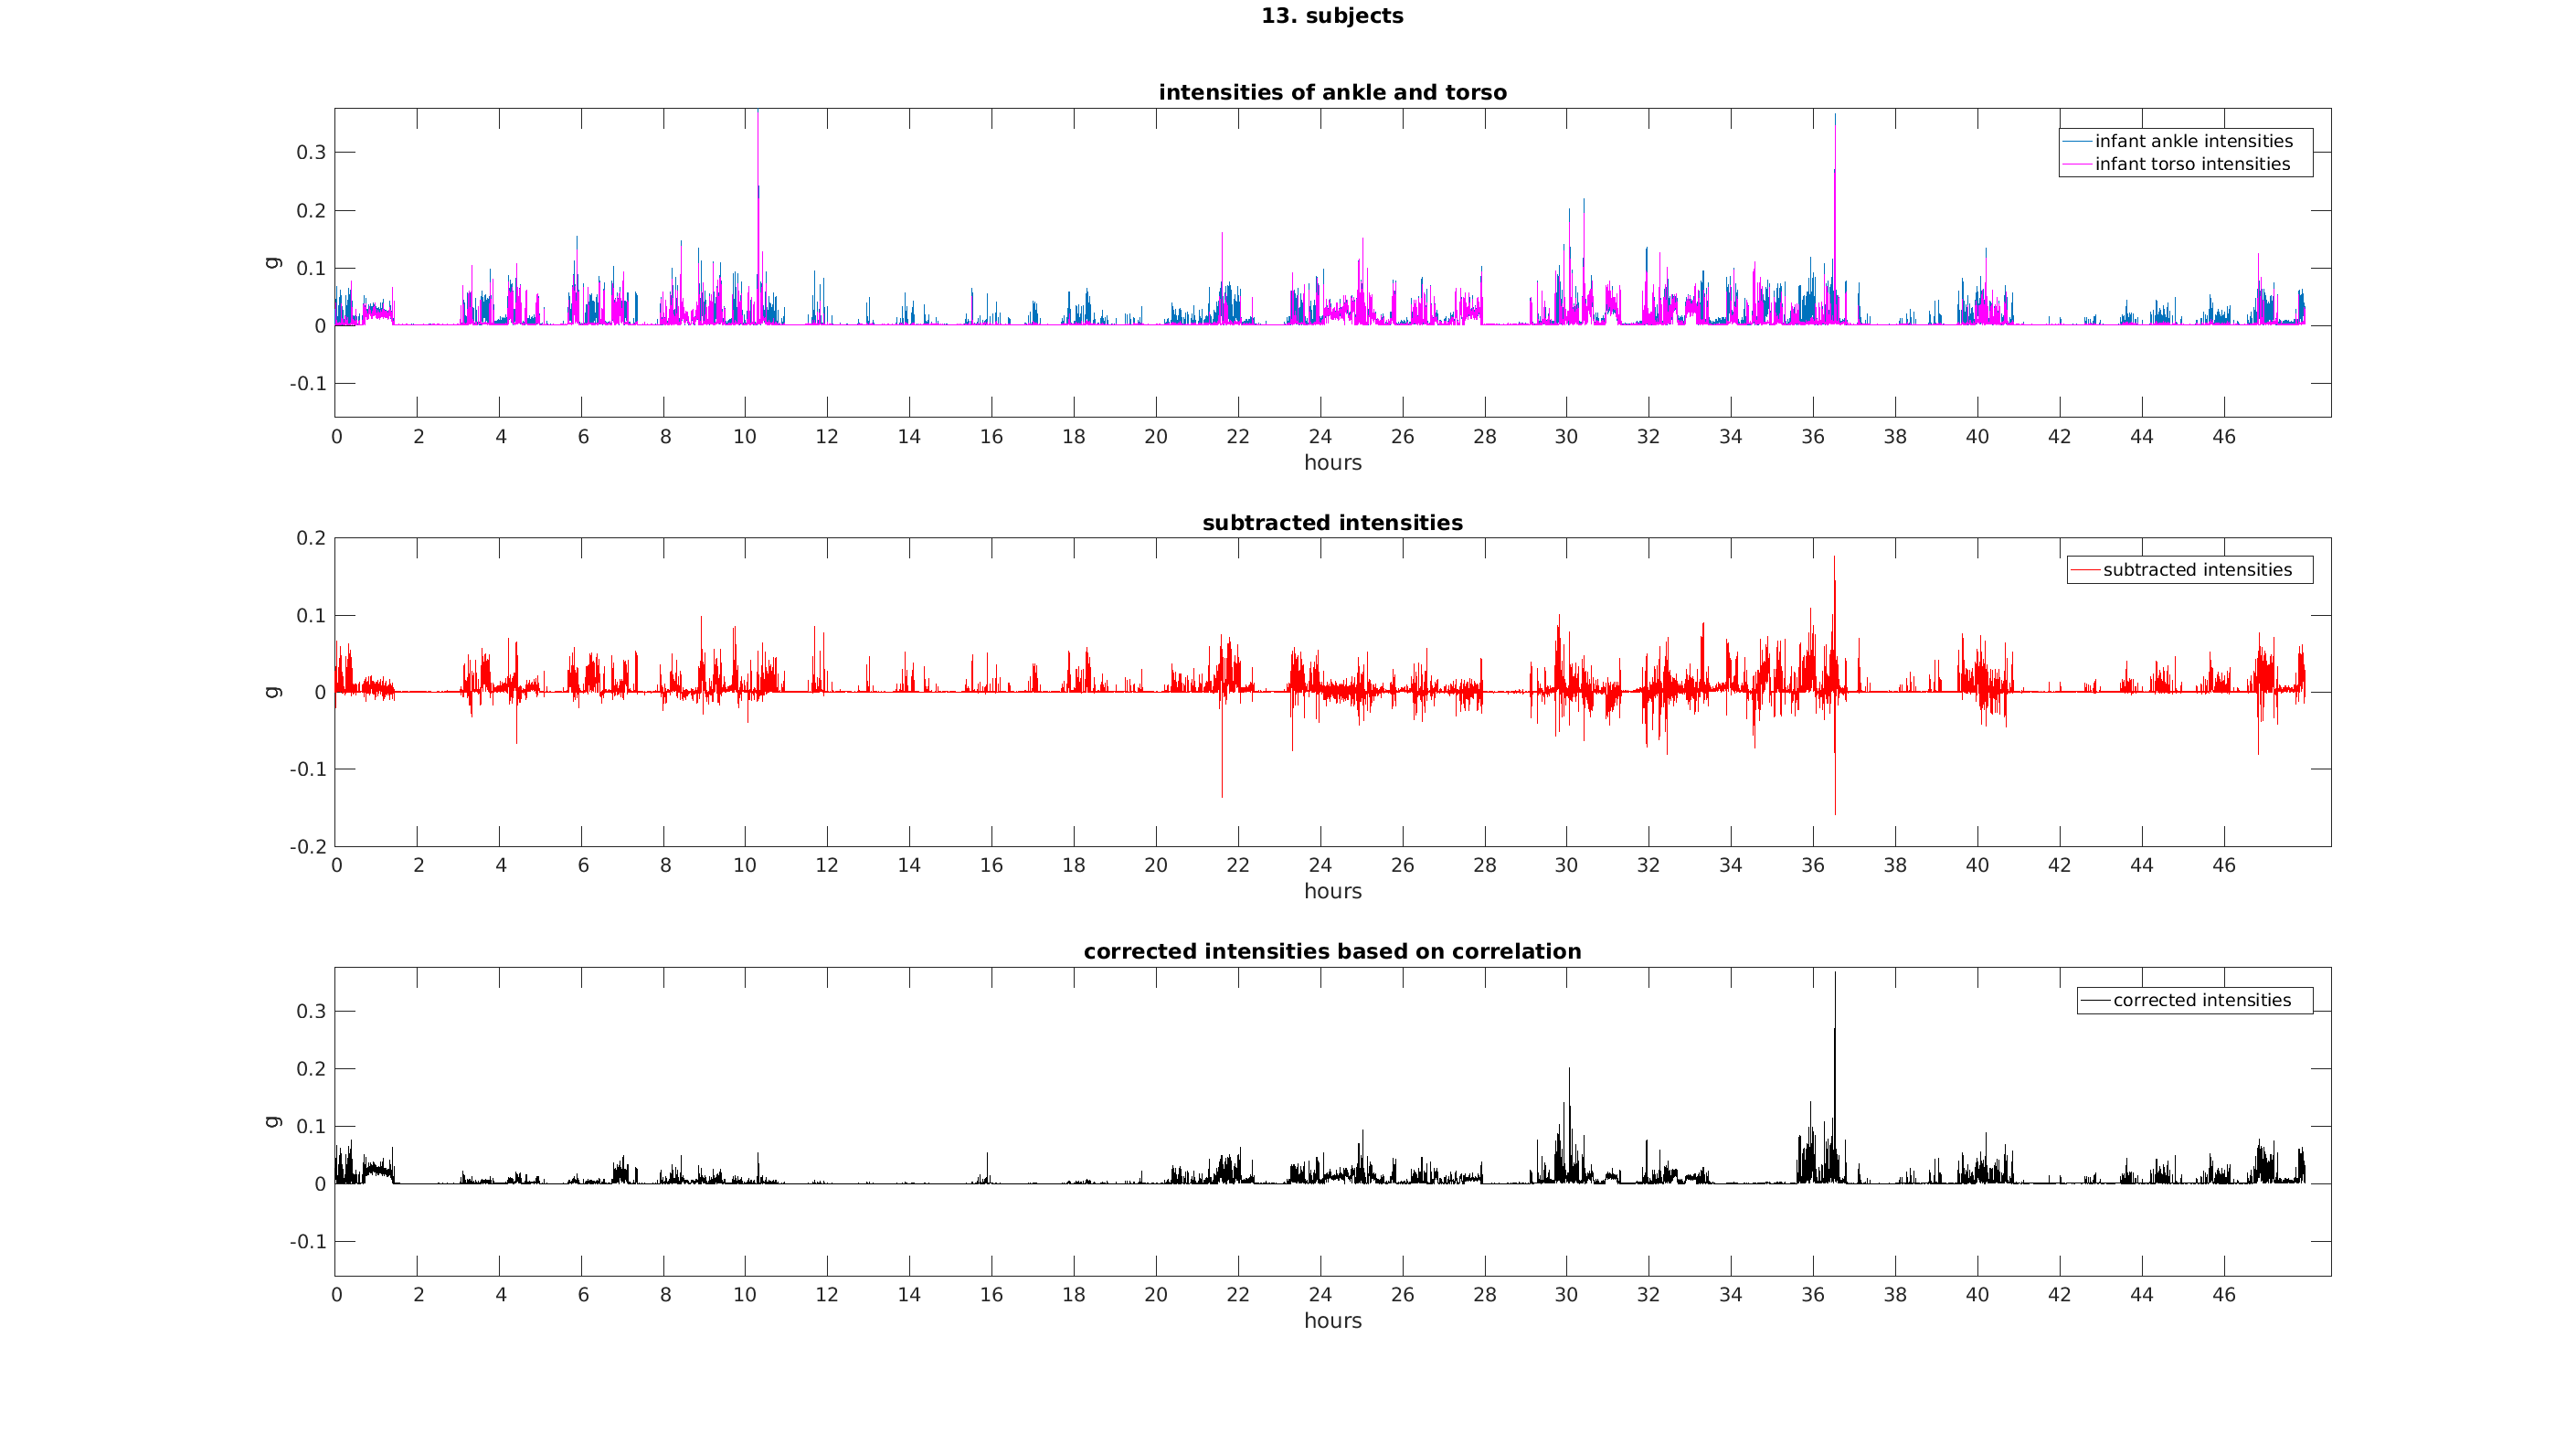 13. subjects
intensities of ankle and torso
infant ankle intensities
infant torso intensities
0.3
0.2
0.1
0
-0.1
g
0 2 4 6 8 10 12 14 16 18 20 22 24 26 28 30 32 34 36 38 40 42 44 46
hours
subtracted intensities
subtracted intensities
0.2
0.1
0
-0.1
-0.2
g
0 2 4 6 8 10 12 14 16 18 20 22 24 26 28 30 32 34 36 38 40 42 44 46
hours
corrected intensities based on correlation
corrected intensities
0.3
0.2
0.1
0
-0.1
g
0 2 4 6 8 10 12 14 16 18 20 22 24 26 28 30 32 34 36 38 40 42 44 46
hours